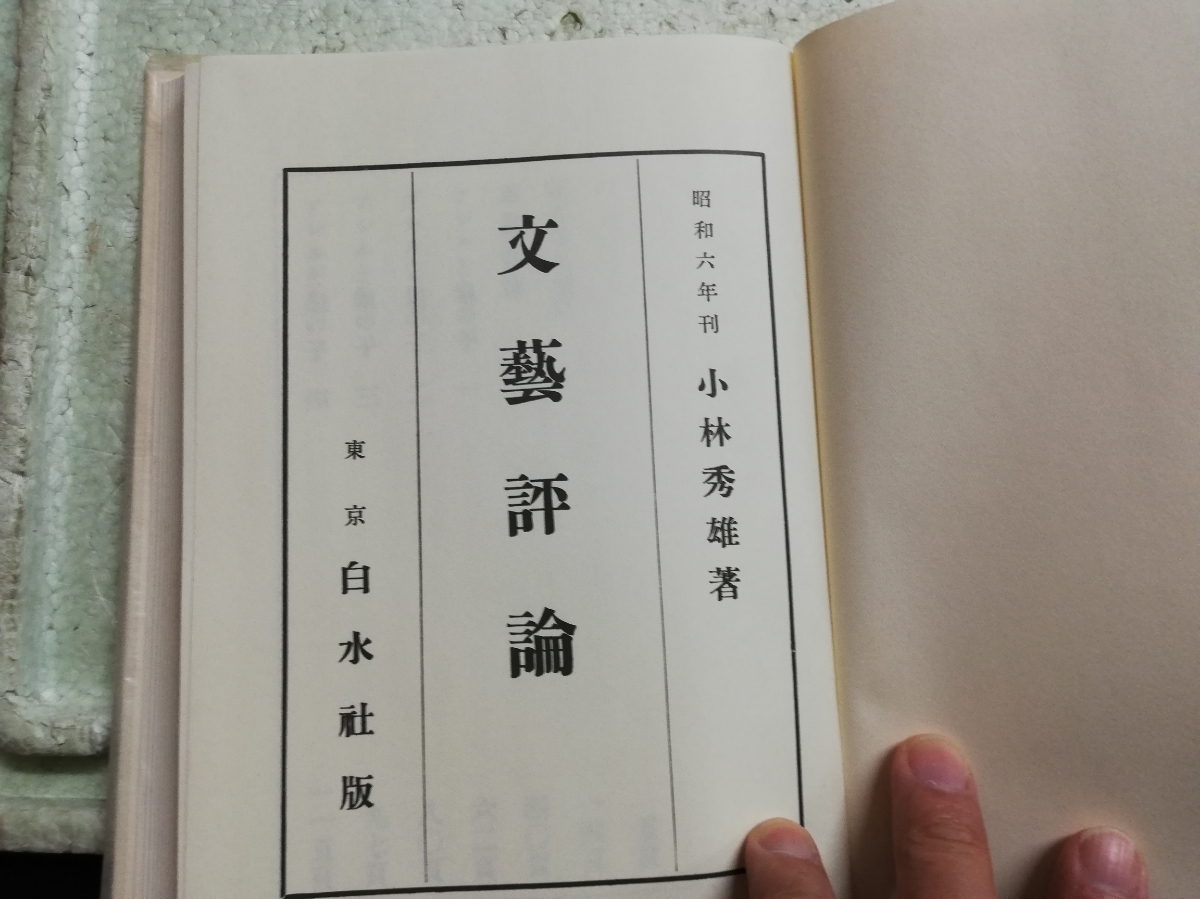 昭和六年刊 小林秀雄著
文藝評論
東京 白水社版